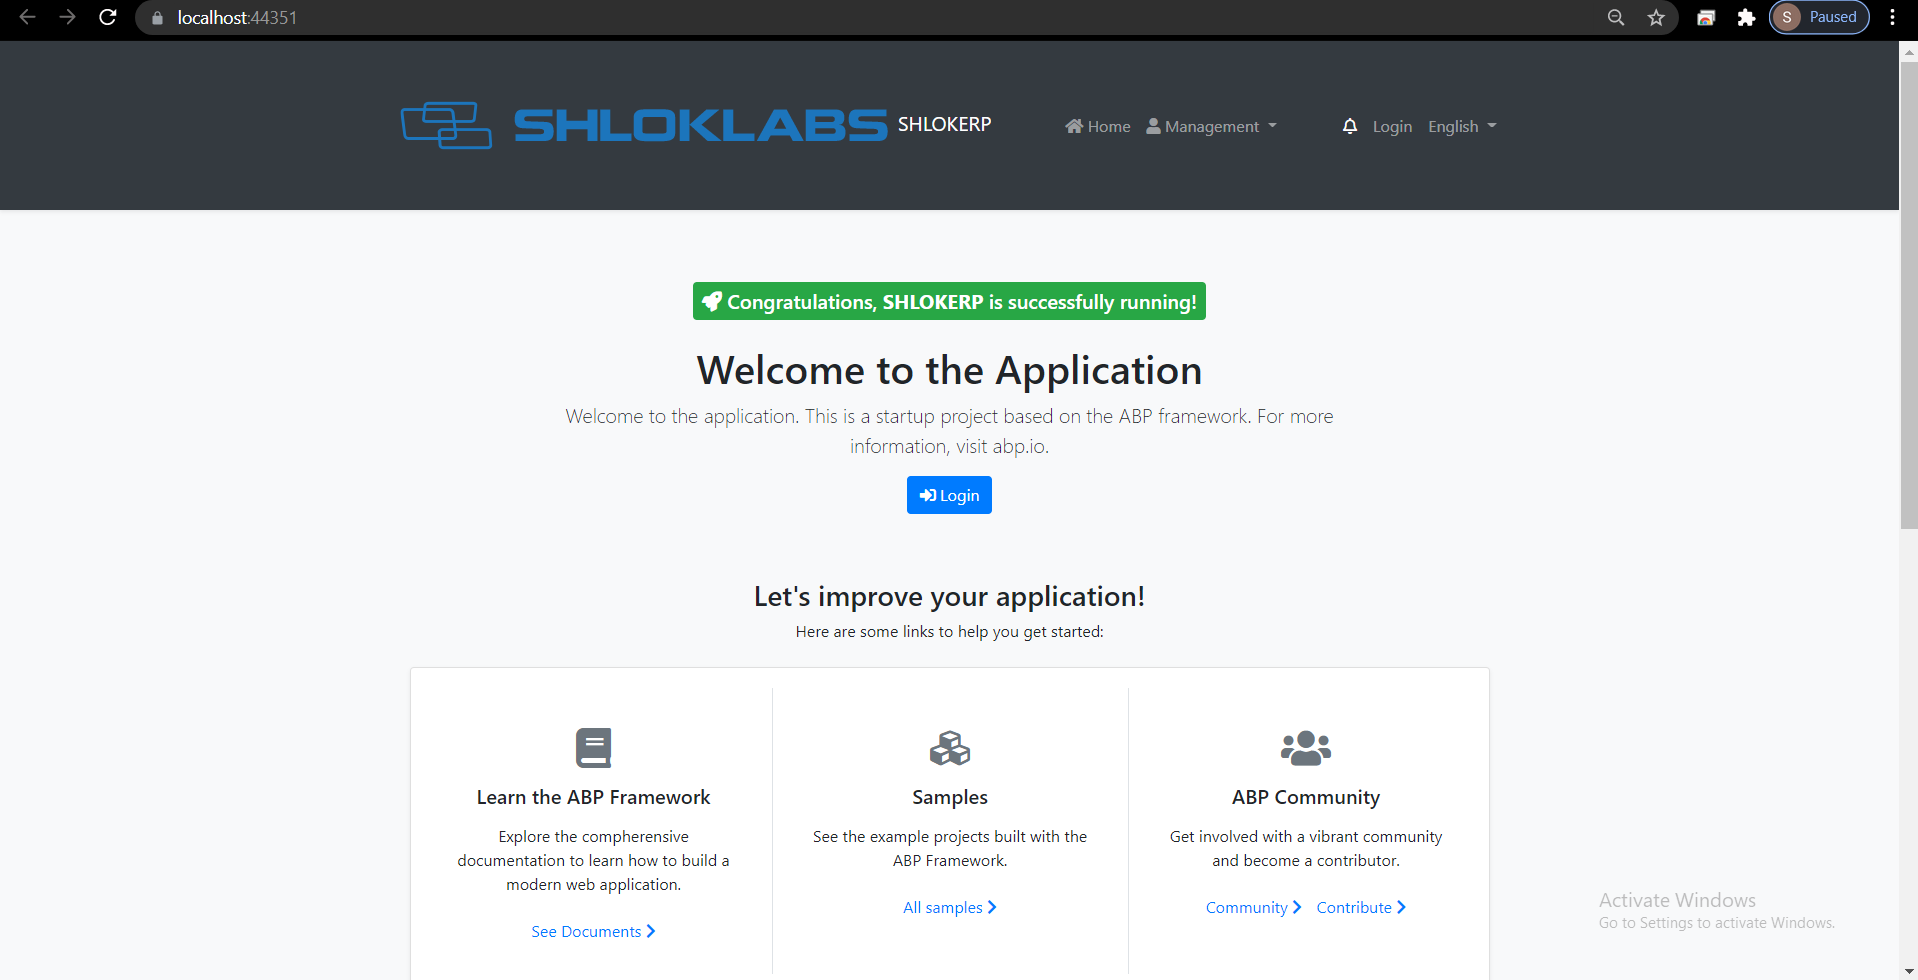 localhost:44351
S Paused
SHLOKLABS SHLOKERP Home Management Login English
Congratulations, SHLOKERP is successfully running!
Welcome to the Application
Welcome to the application. This is a startup project based on the ABP framework. For more
information, visit abp.io.
Login
Let's improve your application!
Here are some links to help you get started:
Learn the ABP Framework
Explore the compherensive
documentation to learn how to build a
modern web application.
See Documents
Samples
See the example projects built with the
ABP Framework.
All samples
ABP Community
Get involved with a vibrant community
and become a contributor.
Community Contribute
Activate Windows
Go to Settings to activate Windows.